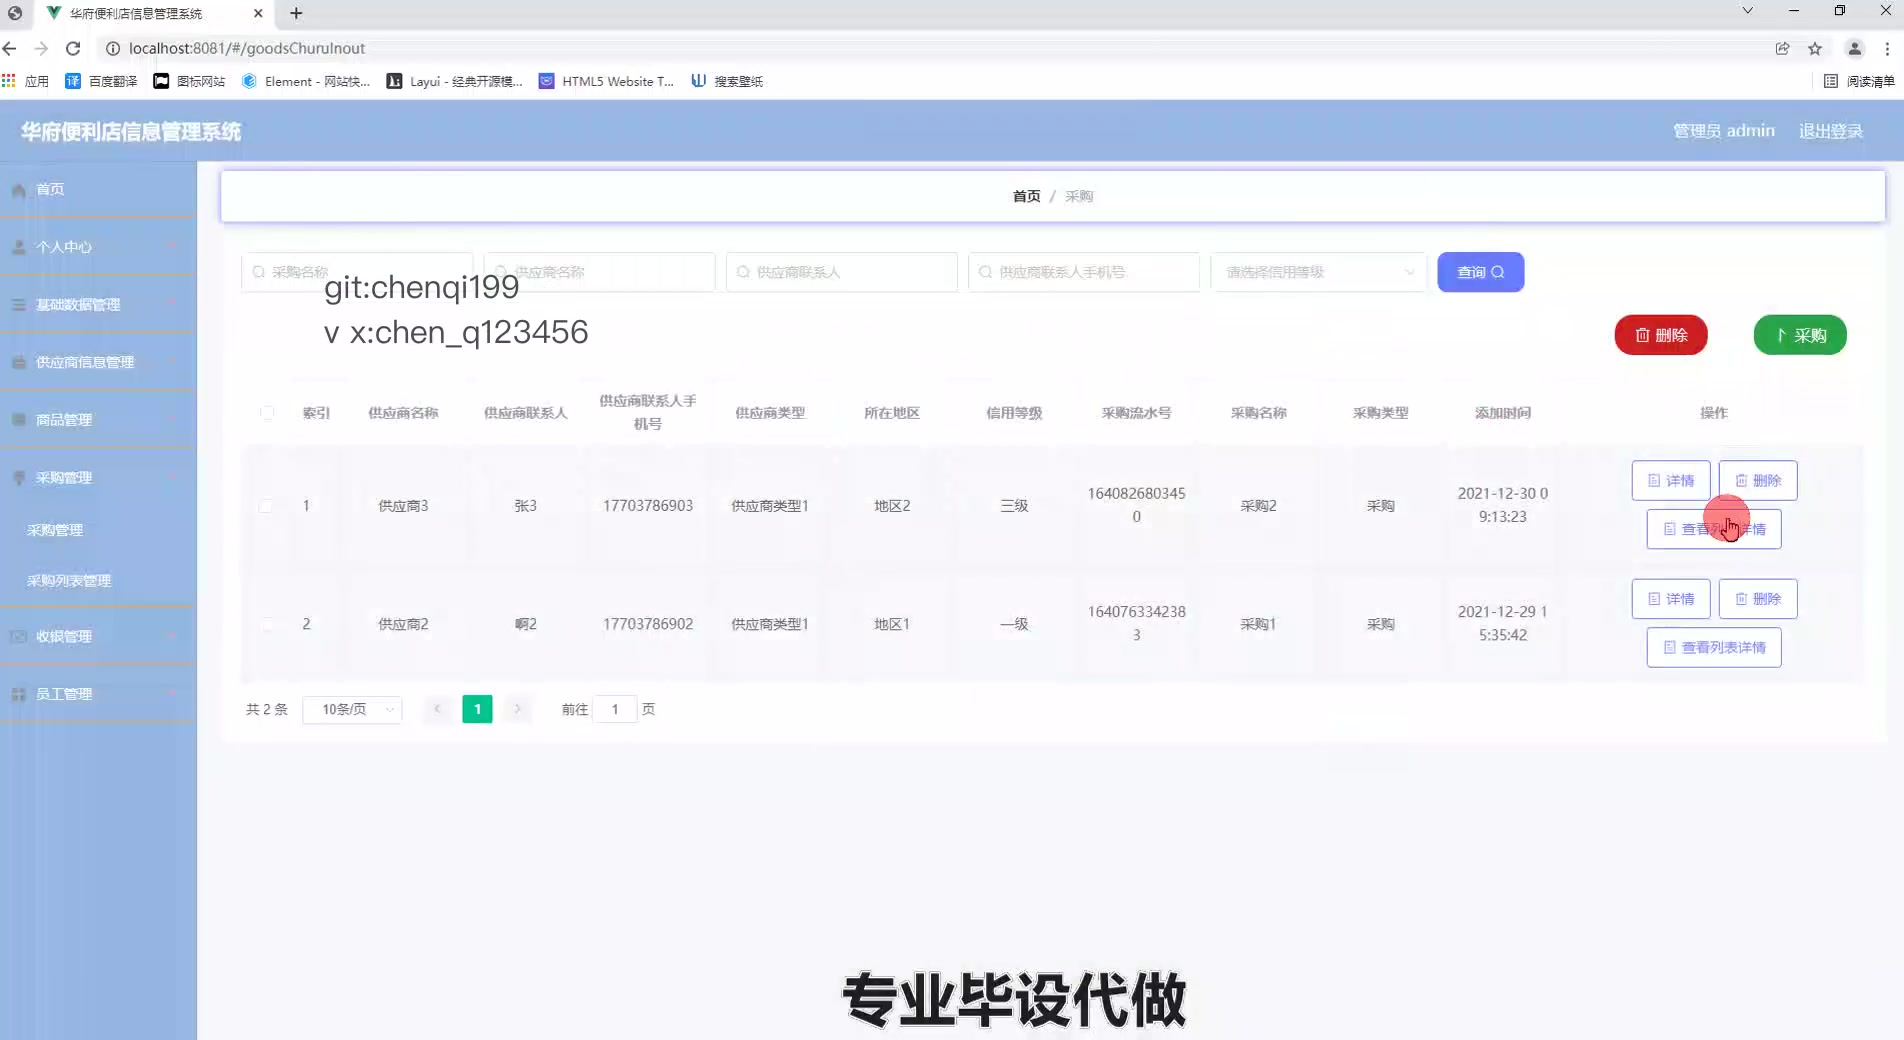 华府便利店信息管理系统
localhost:8081/#/goodsChuruInout
应用
百度翻译
图标网站
Element - 网站快...
Layui - 经典开源模...
HTML5 Website T...
搜索壁纸
阅读清单
华府便利店信息管理系统
管理员 admin
退出登录
首页
个人中心
基础数据管理
供应商信息管理
商品管理
采购管理
采购管理
采购列表管理
收银管理
员工管理
首页 / 采购
采购名称
供应商名称
供应商联系人
供应商联系人手机号
请选择信用等级
查询
git:chenqi199
v x:chen_q123456
删除
采购
索引 供应商名称 供应商联系人 供应商联系人手机号 供应商类型 所在地区 信用等级 采购流水号 采购名称 采购类型 添加时间 操作
1 供应商3 张3 17703786903 供应商类型1 地区2 三级 1640826803450 采购2 采购 2021-12-30 09:13:23 详情 删除
查看列表详情
2 供应商2 啊2 17703786902 供应商类型1 地区1 一级 1640763342383 采购1 采购 2021-12-29 15:35:42 详情 删除
查看列表详情
共 2 条 10条/页 1 前往 1 页
专业毕设代做